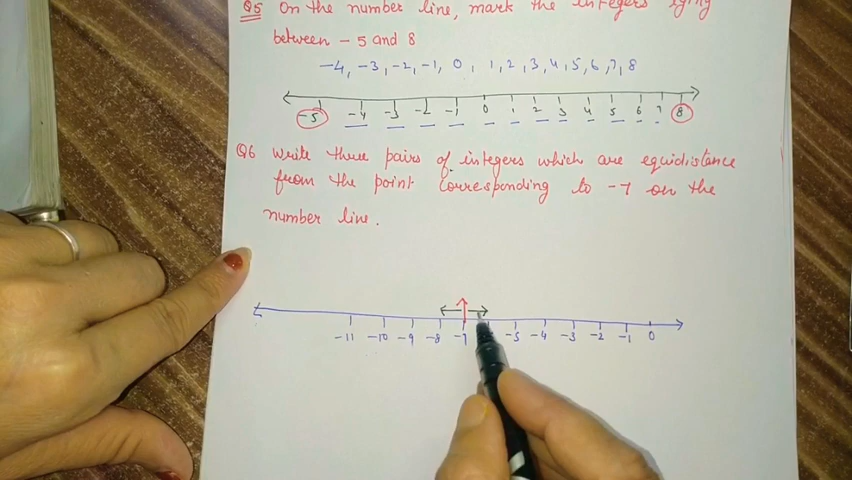 Q5 On the number line, mark the integers lying
between - 5 and 8
-4, -3, -2, -1, 0, 1, 2, 3, 4, 5, 6, 7, 8
-5 -4 -3 -2 -1 0 1 2 3 4 5 6 7 8
Q6 Write three pairs of integers which are equidistance
from the point corresponding to -7 on the
number line.
-11 -10 -9 -8 -7 -5 -4 -3 -2 -1 0